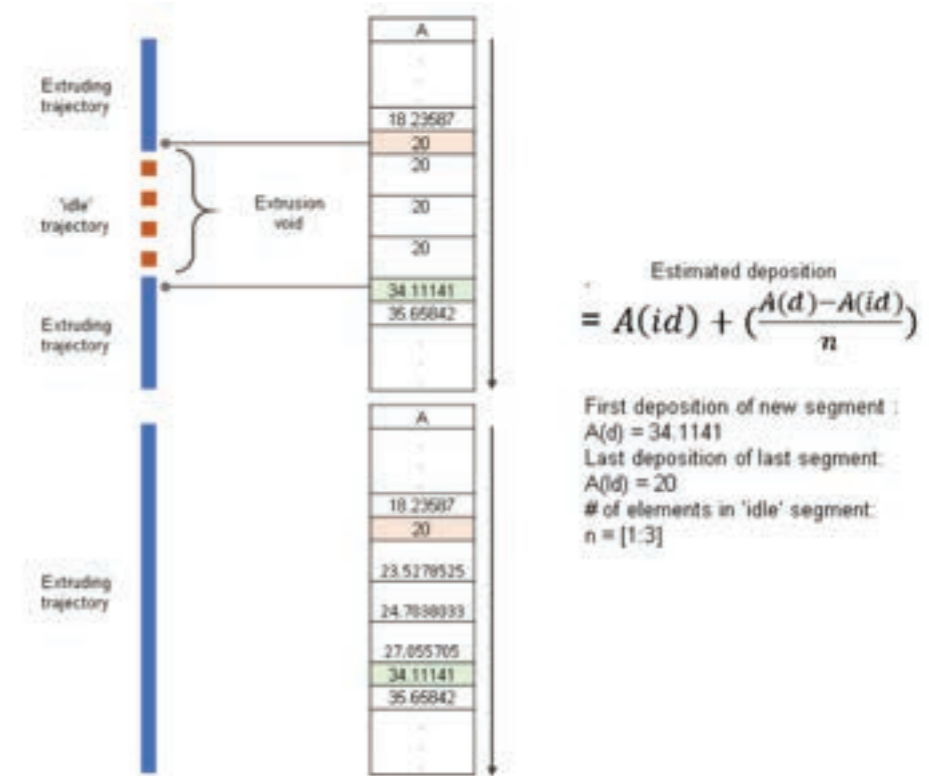 Extruding
trajectory
'idle'
trajectory
Extruding
trajectory
Extrusion
void
A
18.23587
20
20
20
20
34.11141
35.65842
Extruding
trajectory
A
18.23587
20
23.5278525
24.7038033
27.055705
34.11141
35.65842
Estimated deposition
= A(id) + (A(d)−A(id)/n)
First deposition of new segment :
A(d) = 34.1141
Last deposition of last segment:
A(ld) = 20
# of elements in 'idle' segment:
n = [1:3]